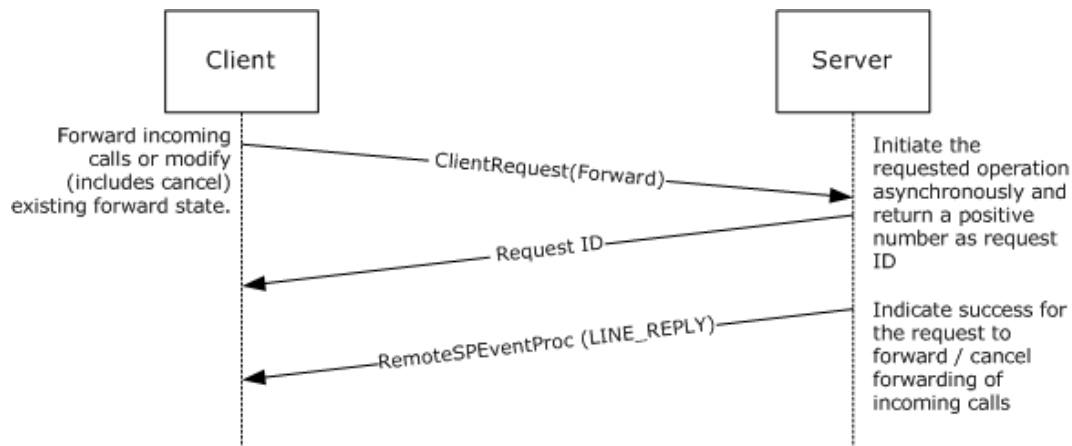 Client
Server
Forward incoming
calls or modify
(includes cancel)
existing forward state.
ClientRequest(Forward)
Initiate the
requested operation
asynchronously and
return a positive
number as request
ID
Request ID
RemoteSPEventProc (LINE_REPLY)
Indicate success for
the request to
forward / cancel
forwarding of
incoming calls